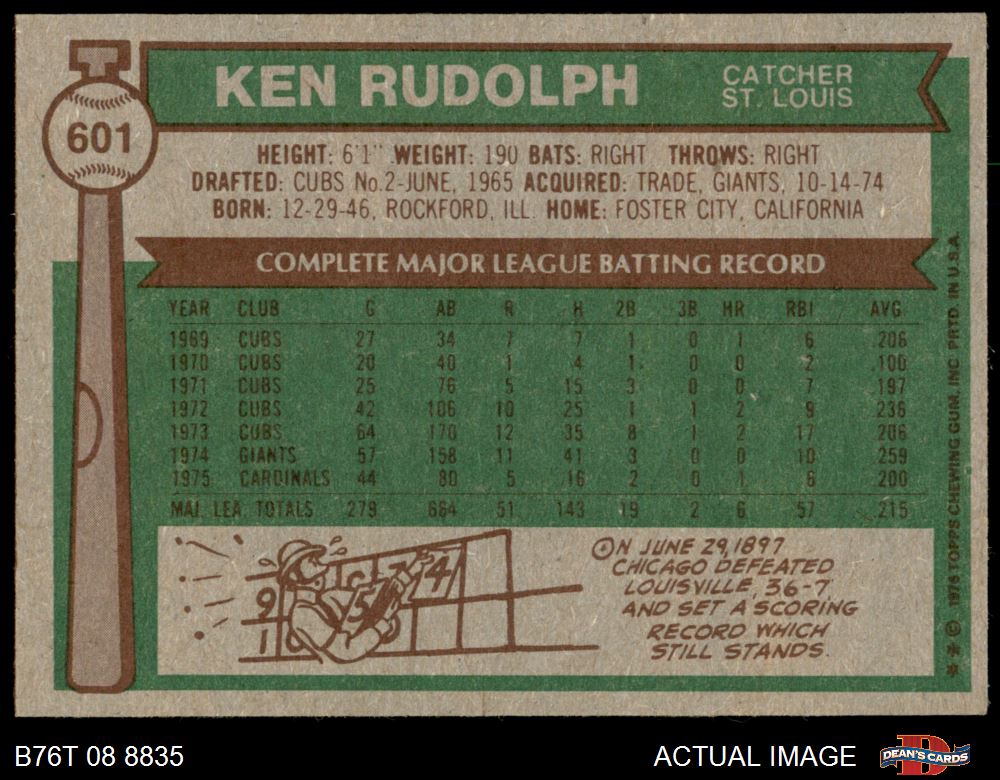 KEN RUDOLPH
CATCHER
ST. LOUIS
601
HEIGHT: 6'1" WEIGHT: 190 BATS: RIGHT THROWS: RIGHT
DRAFTED: CUBS No.2-JUNE, 1965 ACQUIRED: TRADE, GIANTS, 10-14-74
BORN: 12-29-46, ROCKFORD, ILL. HOME: FOSTER CITY, CALIFORNIA
COMPLETE MAJOR LEAGUE BATTING RECORD
YEAR CLUB G AB R H 2B 3B HR RBI AVG.
1969 CUBS 27 34 7 7 1 0 1 6 .206
1970 CUBS 20 40 1 4 1 0 0 2 .100
1971 CUBS 25 76 5 15 3 0 0 7 .197
1972 CUBS 42 106 10 25 1 1 2 9 .236
1973 CUBS 64 170 12 35 8 1 2 17 .206
1974 GIANTS 57 158 11 41 3 0 0 10 .259
1975 CARDINALS 44 80 5 16 2 0 1 6 .200
MAJ. LEA. TOTALS 279 664 51 143 19 2 6 57 .215
9
1
5
4
ON JUNE 29, 1897
CHICAGO DEFEATED
LOUISVILLE, 36-7
AND SET A SCORING
RECORD WHICH
STILL STANDS.
** © 1976 TOPPS CHEWING GUM, INC. PRTD. IN U.S.A.
B76T 08 8835
ACTUAL IMAGE
DEAN'S CARDS